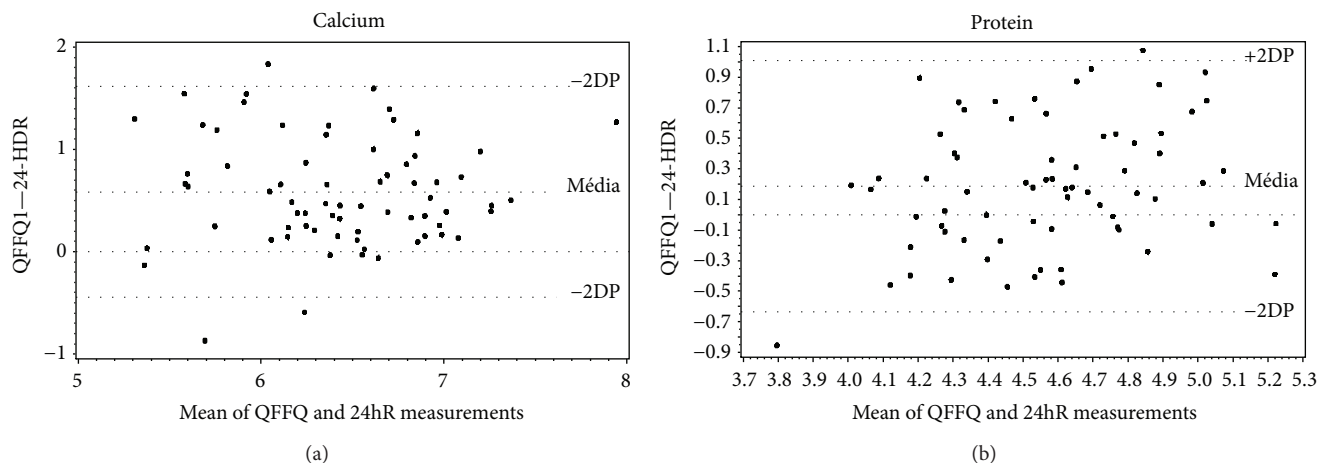 Calcium
2
−2DP
1
Média
0
−2DP
−1
5
6
7
8
QFFQ1—24-HDR
Mean of QFFQ and 24hR measurements
(a)
Protein
1.1
+2DP
0.9
0.7
0.5
0.3
Média
0.1
−0.1
−0.3
−0.5
−2DP
−0.7
−0.9
3.7 3.8 3.9 4.0 4.1 4.2 4.3 4.4 4.5 4.6 4.7 4.8 4.9 5.0 5.1 5.2 5.3
QFFQ1—24-HDR
Mean of QFFQ and 24hR measurements
(b)